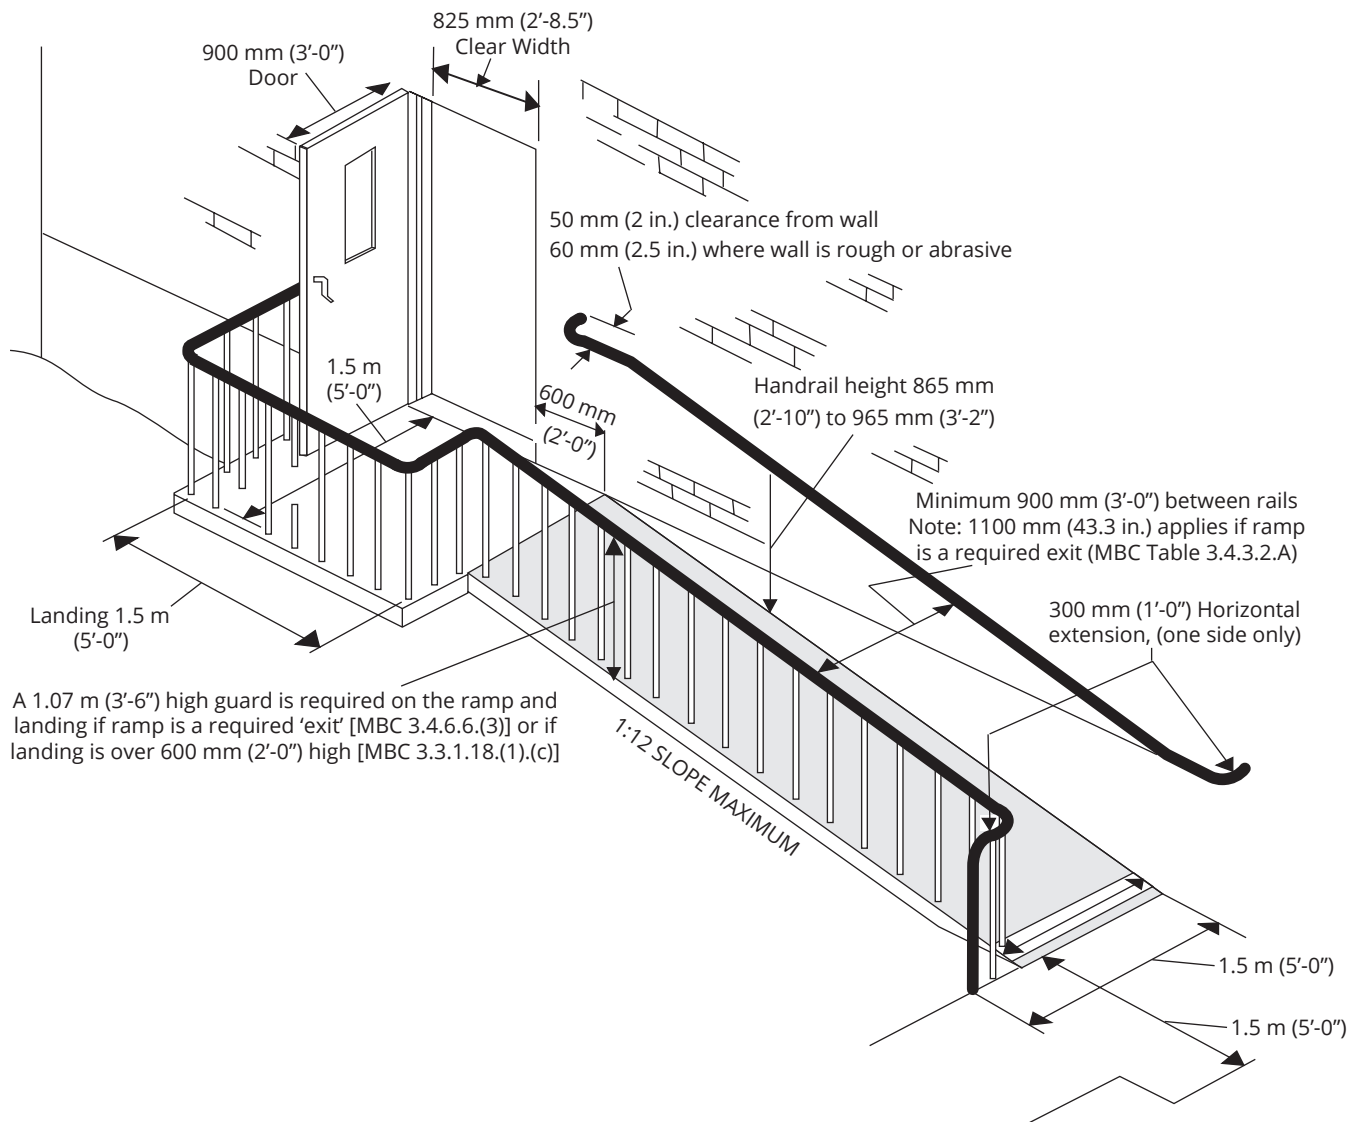 825 mm (2’-8.5”)
Clear Width
900 mm (3’-0”)
Door
50 mm (2 in.) clearance from wall
60 mm (2.5 in.) where wall is rough or abrasive
1.5 m
(5’-0”)
600 mm
(2’-0”)
Handrail height 865 mm
(2’-10”) to 965 mm (3’-2”)
Minimum 900 mm (3’-0”) between rails
Note: 1100 mm (43.3 in.) applies if ramp
is a required exit (MBC Table 3.4.3.2.A)
Landing 1.5 m
(5’-0”)
300 mm (1’-0”) Horizontal
extension, (one side only)
A 1.07 m (3’-6”) high guard is required on the ramp and
landing if ramp is a required ‘exit’ [MBC 3.4.6.6.(3)] or if
landing is over 600 mm (2’-0”) high [MBC 3.3.1.18.(1).(c)]
1:12 SLOPE MAXIMUM
1.5 m (5’-0”)
1.5 m (5’-0”)